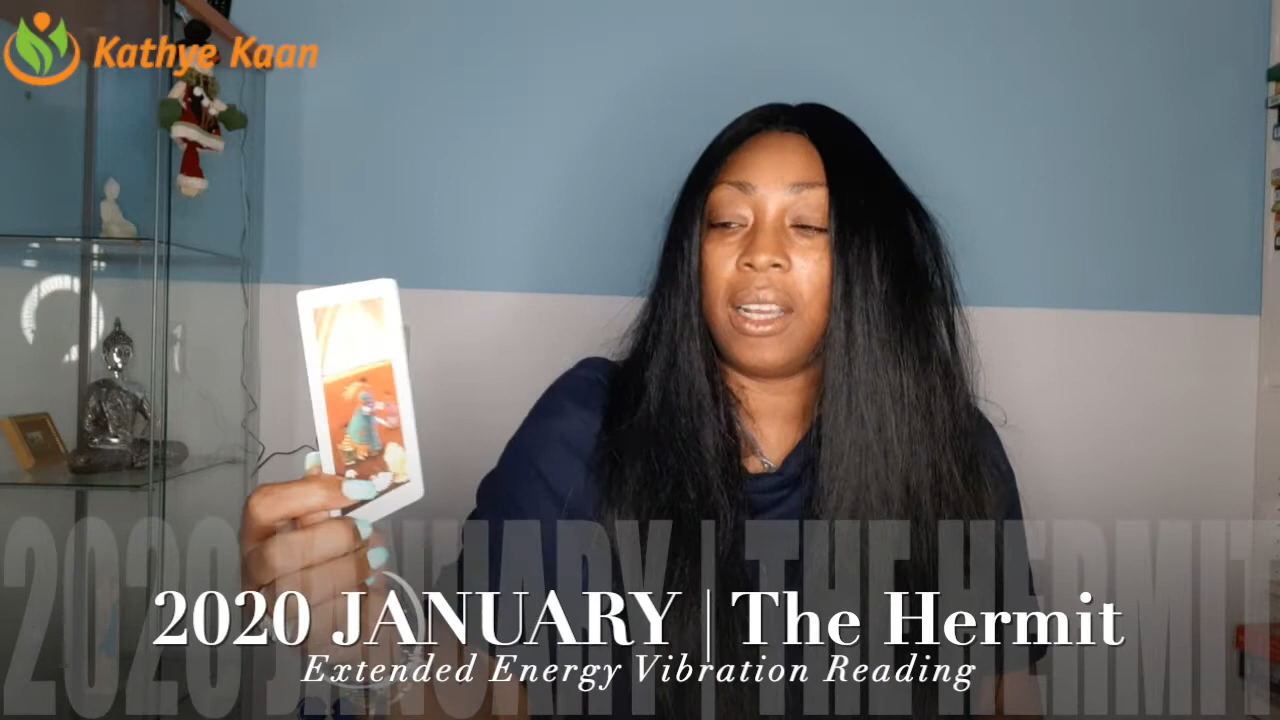 Kathye Kaan
2020 JANUARY | THE HERMIT
2020 JANUARY | The Hermit
Extended Energy Vibration Reading